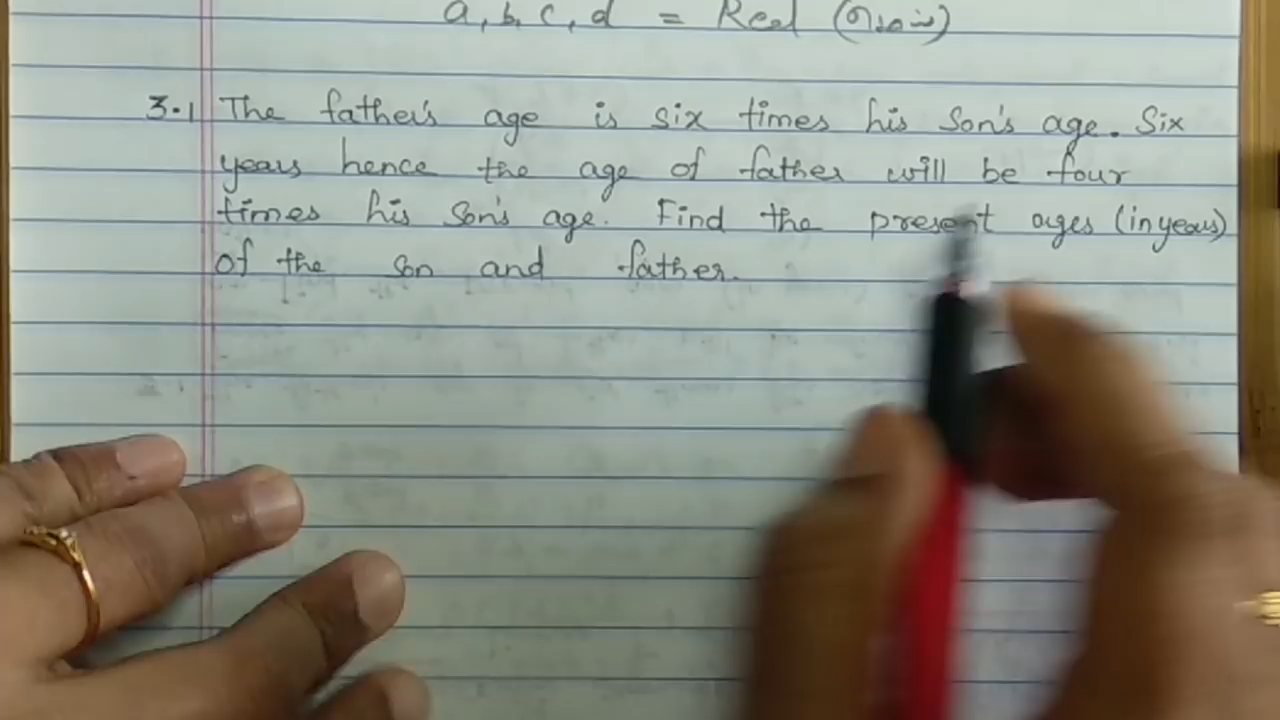 a, b, c, d = Real
3.1 The father's age is six times his Son's age. Six
years hence the age of father will be four
times his Son's age. Find the present ages (in years)
of the son and father.